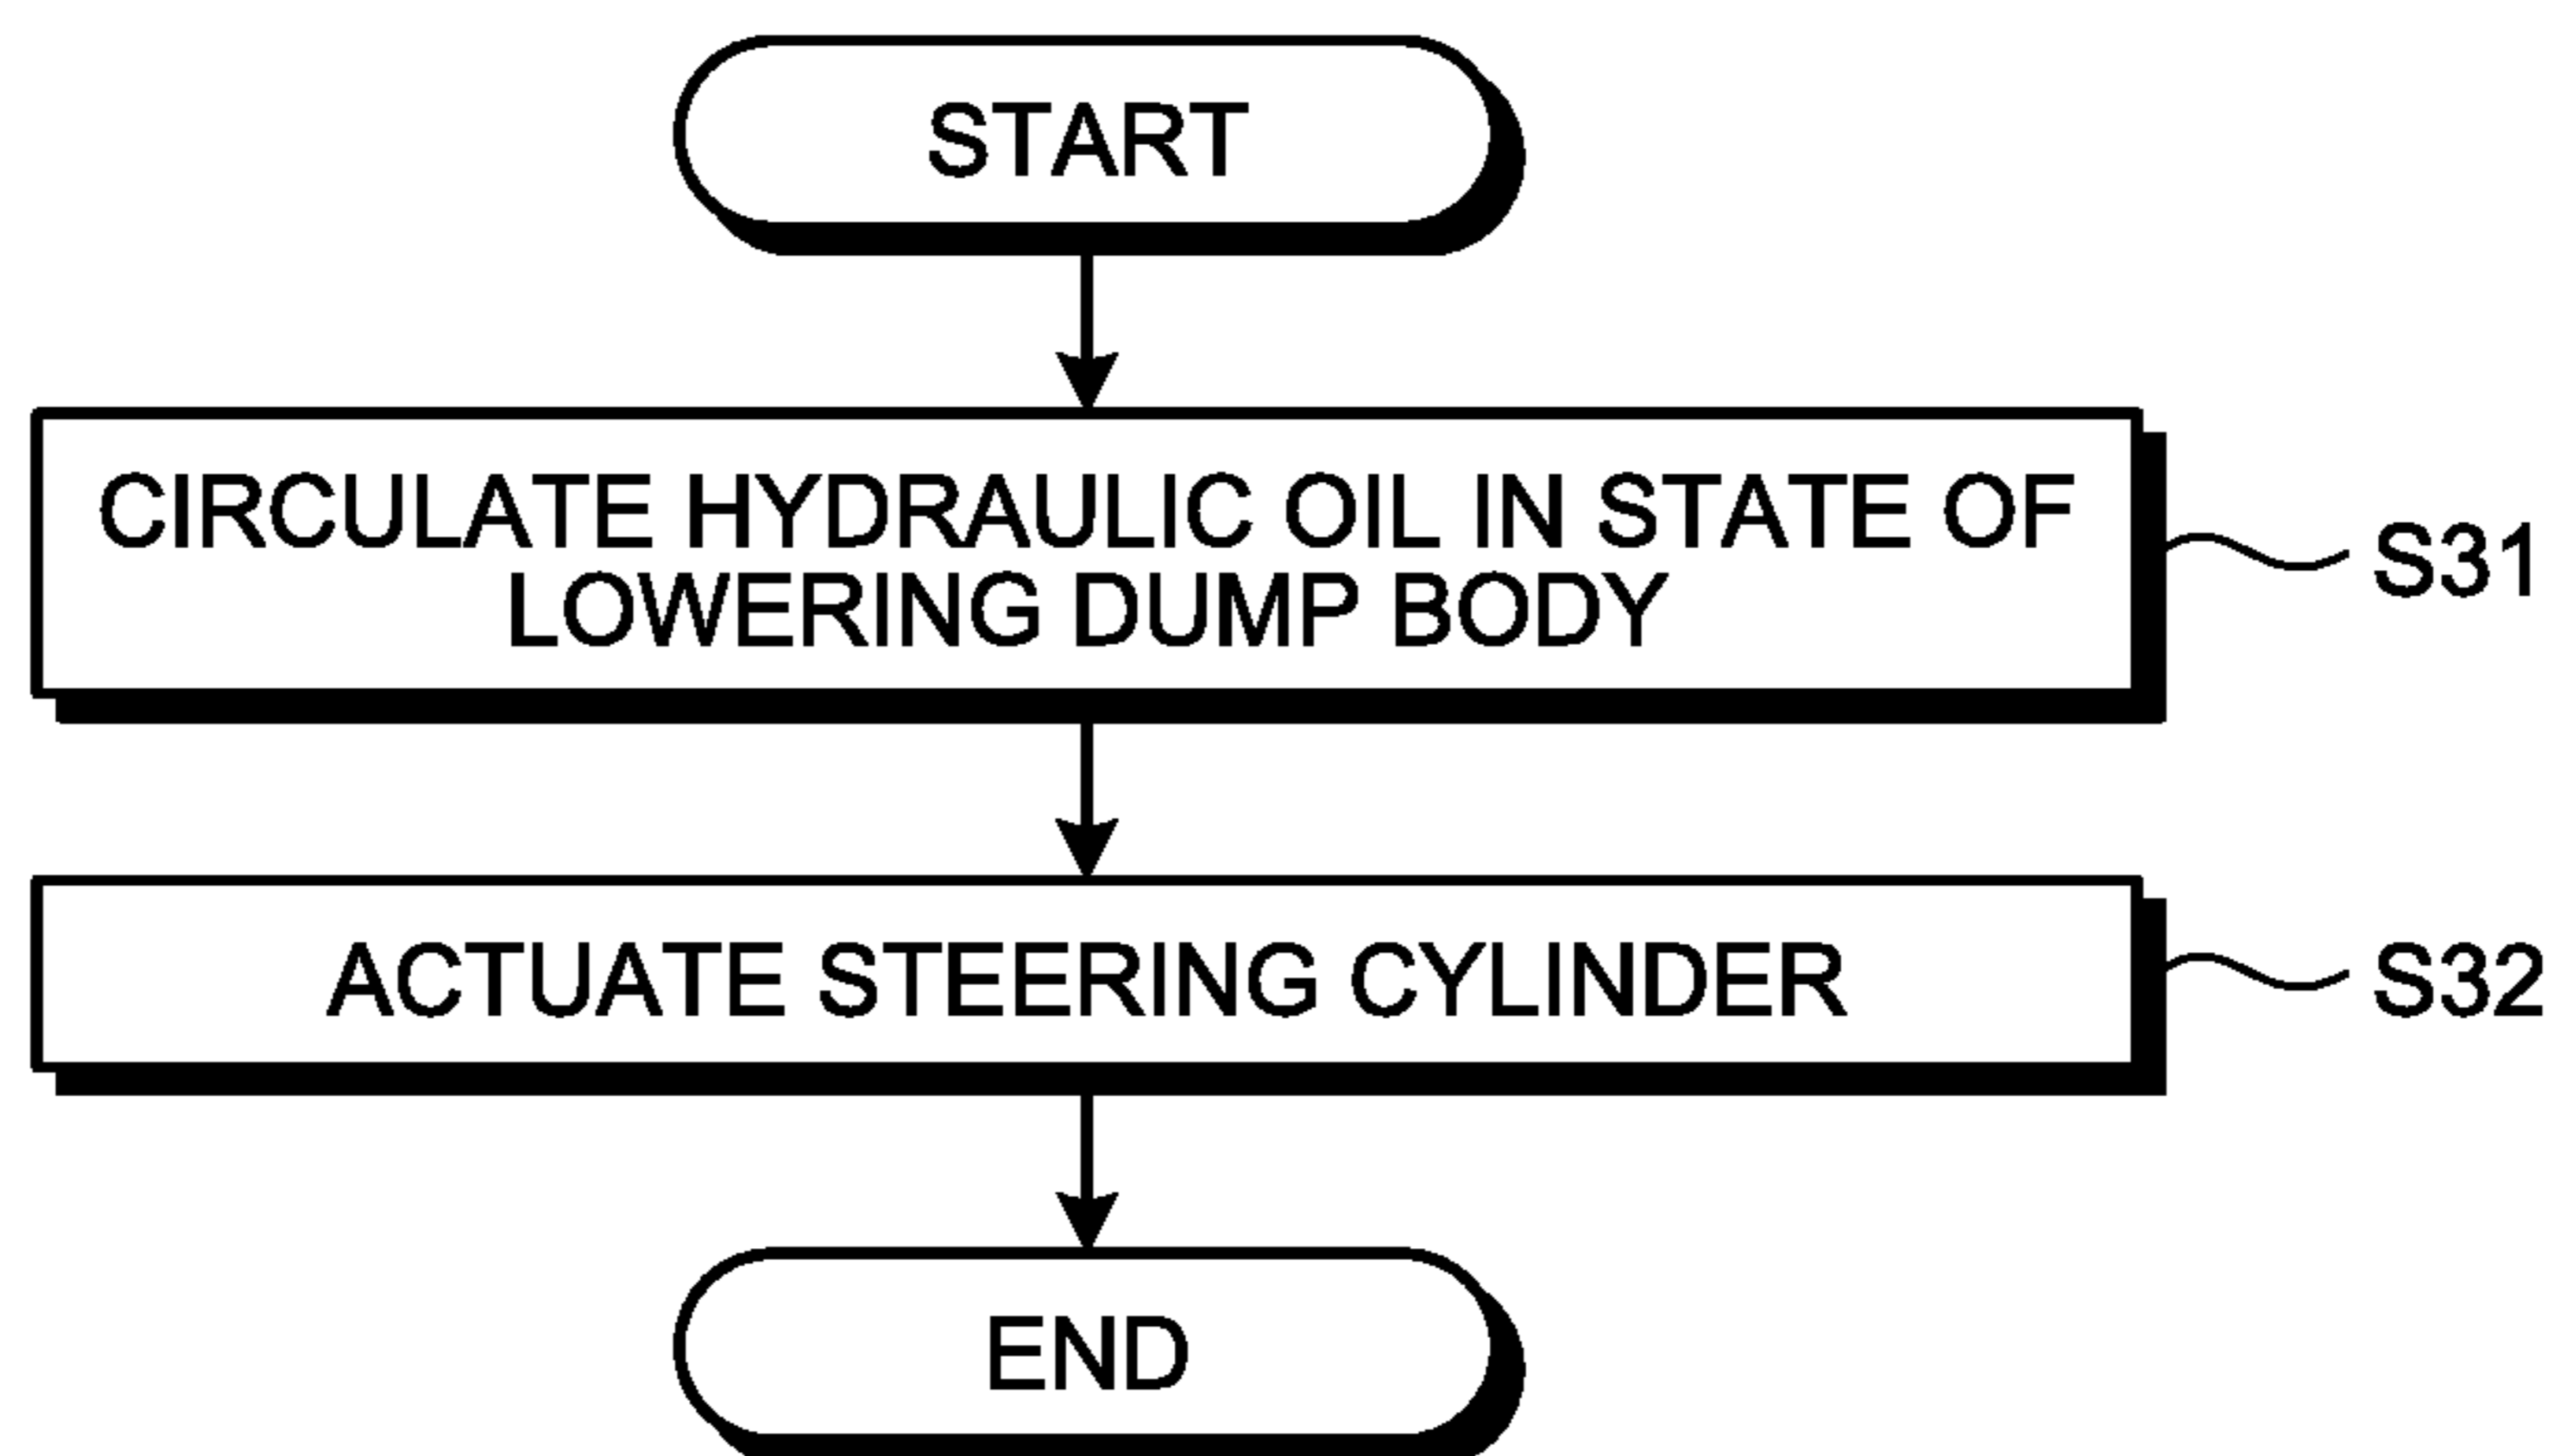 START
CIRCULATE HYDRAULIC OIL IN STATE OF
LOWERING DUMP BODY
S31
ACTUATE STEERING CYLINDER
S32
END